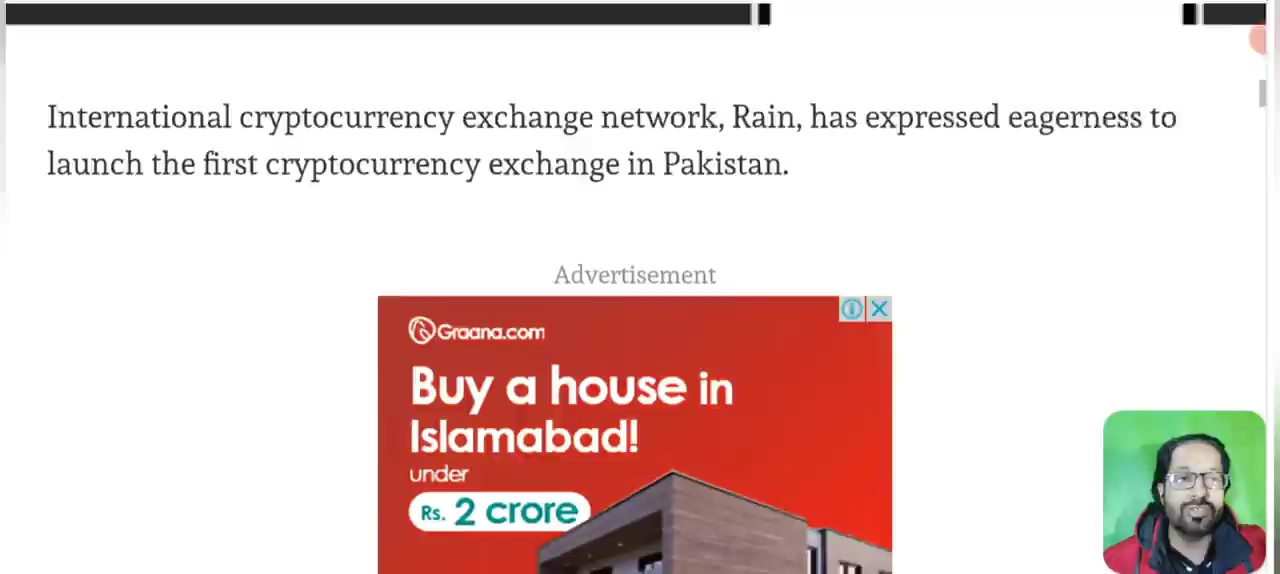 International cryptocurrency exchange network, Rain, has expressed eagerness to
launch the first cryptocurrency exchange in Pakistan.
Advertisement
Graana.com
Buy a house in
Islamabad!
under
Rs. 2 crore